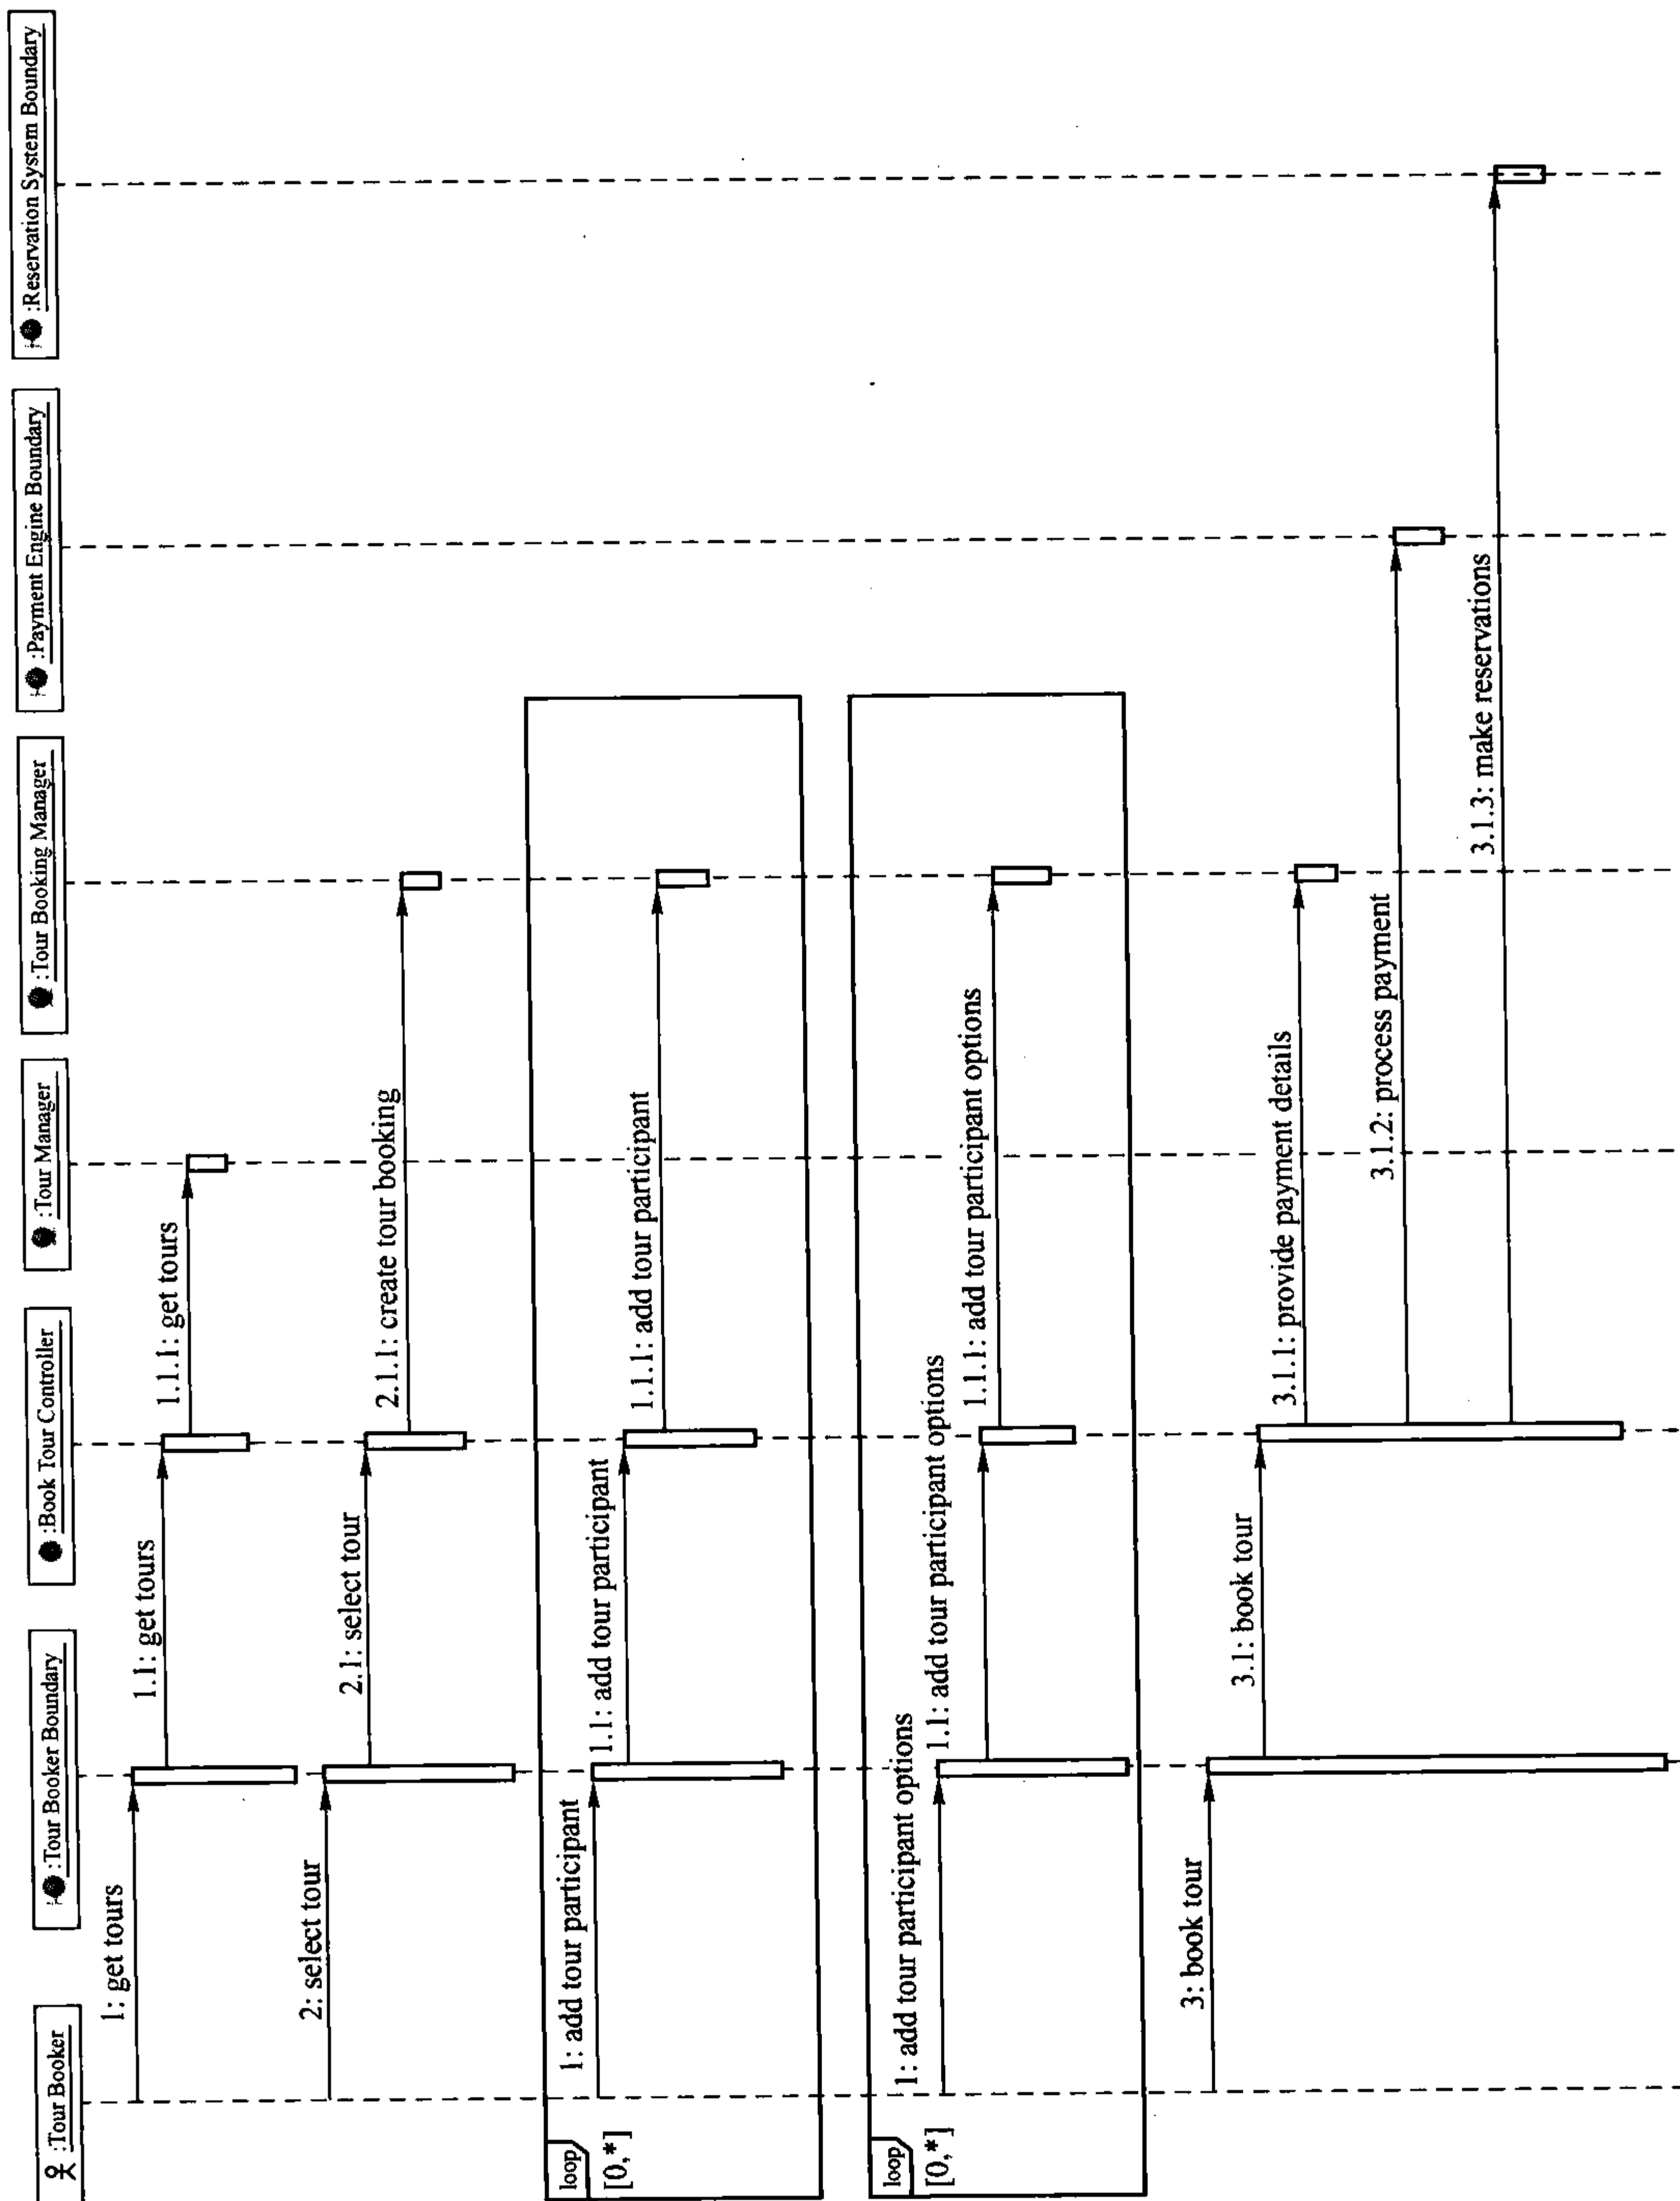 :Tour Booker
:Tour Booker Boundary
:Book Tour Controller
:Tour Manager
:Tour Booking Manager
:Payment Engine Boundary
:Reservation System Boundary
1: get tours
1.1: get tours
1.1.1: get tours
2: select tour
2.1: select tour
2.1.1: create tour booking
loop
[0,*]
1: add tour participant
1.1: add tour participant
1.1.1: add tour participant
loop
[0,*]
1: add tour participant options
1.1: add tour participant options
1.1.1: add tour participant options
3: book tour
3.1: book tour
3.1.1: provide payment details
3.1.2: process payment
3.1.3: make reservations